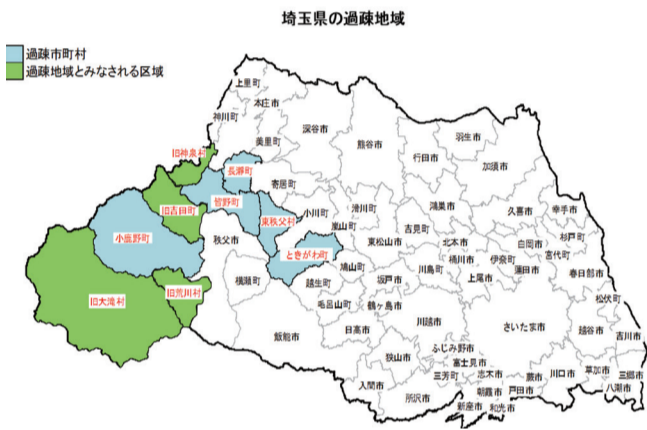 埼玉県の過疎地域
過疎市町村
過疎地域とみなされる区域
上里町
本庄市
神川町
美里町
深谷市
熊谷市
行田市
羽生市
加須市
旧神泉村
長瀞町
寄居町
皆野町
旧吉田町
東秩父村
小川町
滑川町
嵐山町
小鹿野町
秩父市
ときがわ町
東松山市
吉見町
鴻巣市
北本市
桶川市
久喜市
幸手市
杉戸町
白岡市
宮代町
伊奈町
蓮田市
春日部市
上尾市
川島町
鳩山町
坂戸市
越生町
毛呂山町
鶴ヶ島市
横瀬町
旧荒川村
旧大滝村
飯能市
日高市
川越市
さいたま市
松伏町
越谷市
吉川市
狭山市
ふじみ野市
富士見市
三芳町
志木市
入間市
所沢市
朝霞市
新座市
和光市
戸田市
蕨市
川口市
草加市
三郷市
八潮市